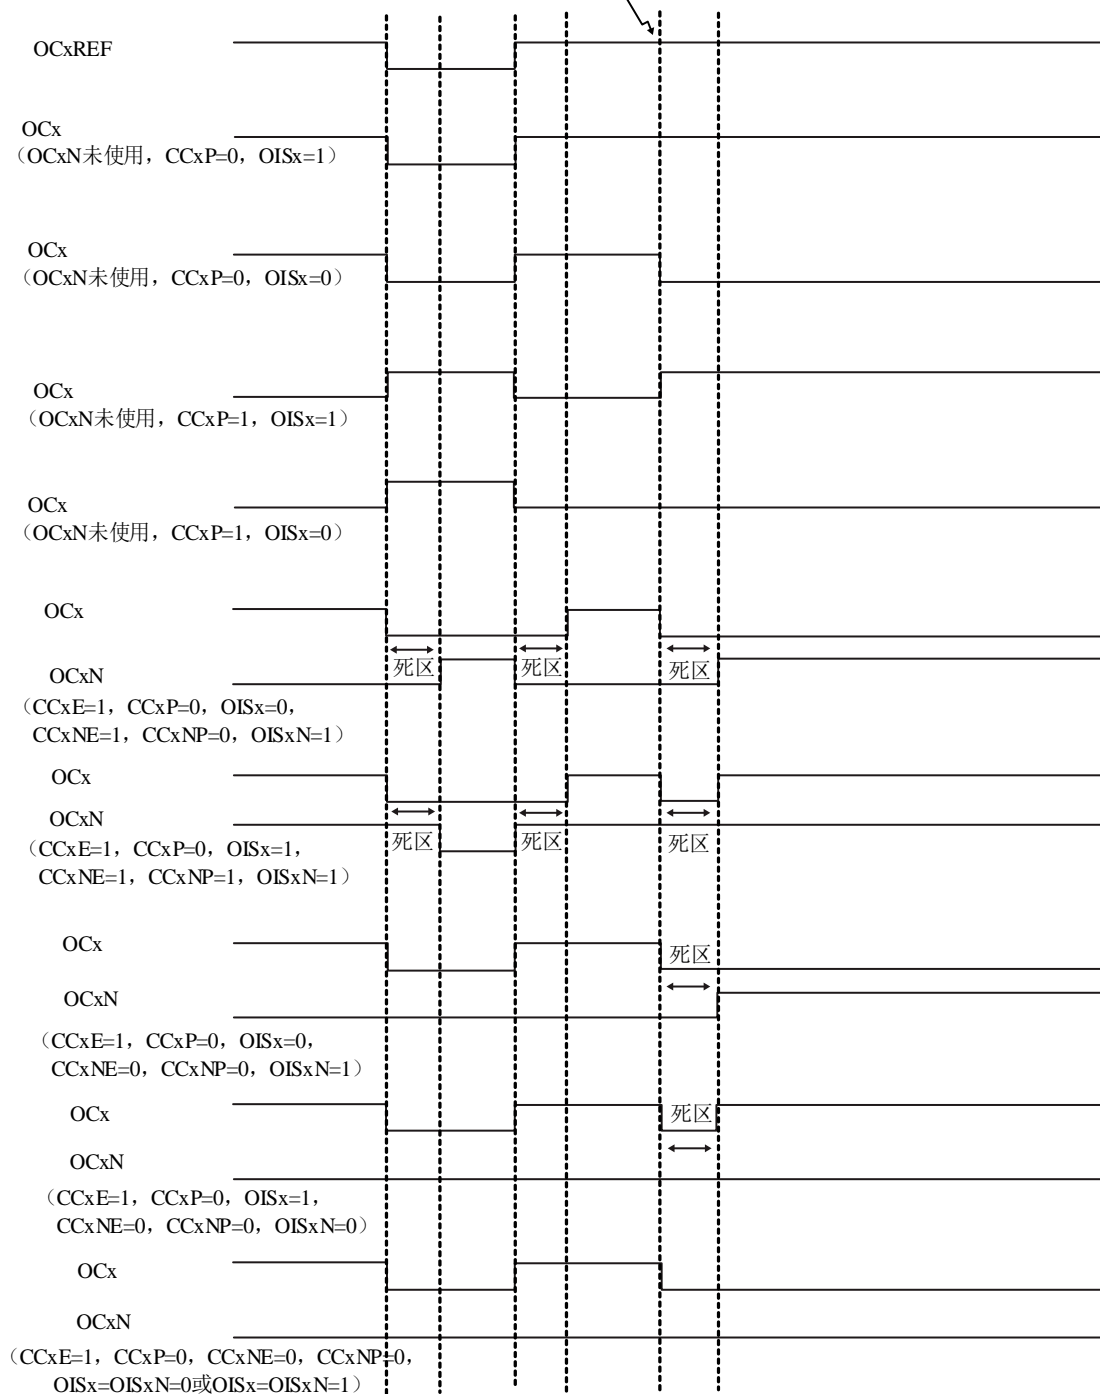 OCxREF
OCx
（OCxN未使用，CCxP=0，OISx=1）
OCx
（OCxN未使用，CCxP=0，OISx=0）
OCx
（OCxN未使用，CCxP=1，OISx=1）
OCx
（OCxN未使用，CCxP=1，OISx=0）
OCx
死区 死区 死区
OCxN
（CCxE=1，CCxP=0，OISx=0，
CCxNE=1，CCxNP=0，OISxN=1）
OCx
OCxN
死区 死区 死区
（CCxE=1，CCxP=0，OISx=1，
CCxNE=1，CCxNP=1，OISxN=1）
OCx
死区
OCxN
（CCxE=1，CCxP=0，OISx=0，
CCxNE=0，CCxNP=0，OISxN=1）
OCx
死区
OCxN
（CCxE=1，CCxP=0，OISx=1，
CCxNE=0，CCxNP=0，OISxN=0）
OCx
OCxN
（CCxE=1，CCxP=0，CCxNE=0，CCxNP=0，
OISx=OISxN=0或OISx=OISxN=1）